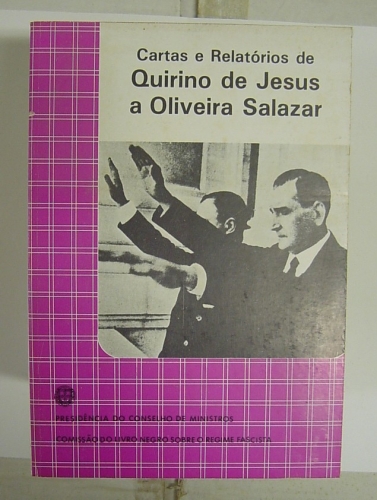 Cartas e Relatórios de
Quirino de Jesus
a Oliveira Salazar
PRESIDÊNCIA DO CONSELHO DE MINISTROS
COMISSÃO DO LIVRO NEGRO SOBRE O REGIME FASCISTA